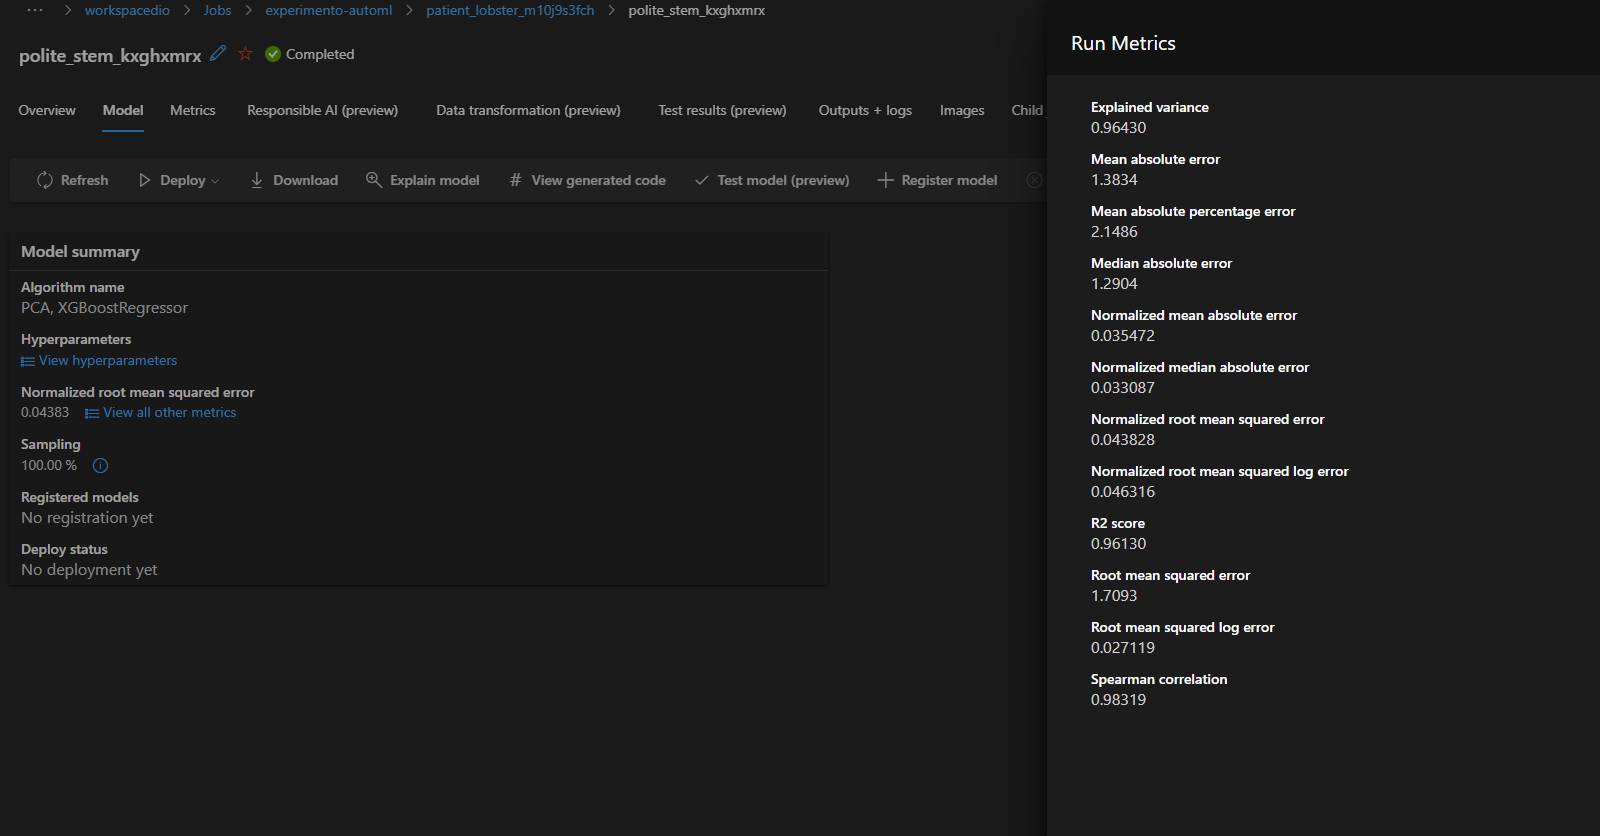 ··· > workspacedio > Jobs > experimento-automl > patient_lobster_m10j9s3fch > polite_stem_kxghxmrx
polite_stem_kxghxmrx Completed
Overview Model Metrics Responsible AI (preview) Data transformation (preview) Test results (preview) Outputs + logs Images Child
Refresh Deploy Download Explain model # View generated code Test model (preview) Register model
Model summary
Algorithm name
PCA, XGBoostRegressor
Hyperparameters
View hyperparameters
Normalized root mean squared error
0.04383 View all other metrics
Sampling
100.00 %
Registered models
No registration yet
Deploy status
No deployment yet
Run Metrics
Explained variance
0.96430
Mean absolute error
1.3834
Mean absolute percentage error
2.1486
Median absolute error
1.2904
Normalized mean absolute error
0.035472
Normalized median absolute error
0.033087
Normalized root mean squared error
0.043828
Normalized root mean squared log error
0.046316
R2 score
0.96130
Root mean squared error
1.7093
Root mean squared log error
0.027119
Spearman correlation
0.98319